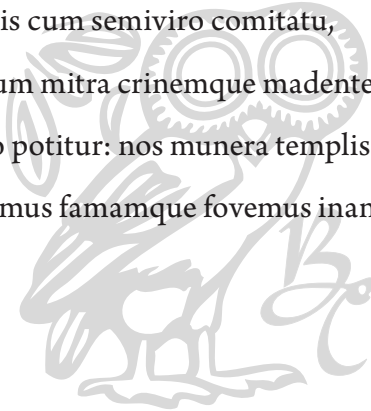 is cum semiviro comitatu,
um mitra crinemque madente
o potitur: nos munera templis
mus famamque fovemus inan